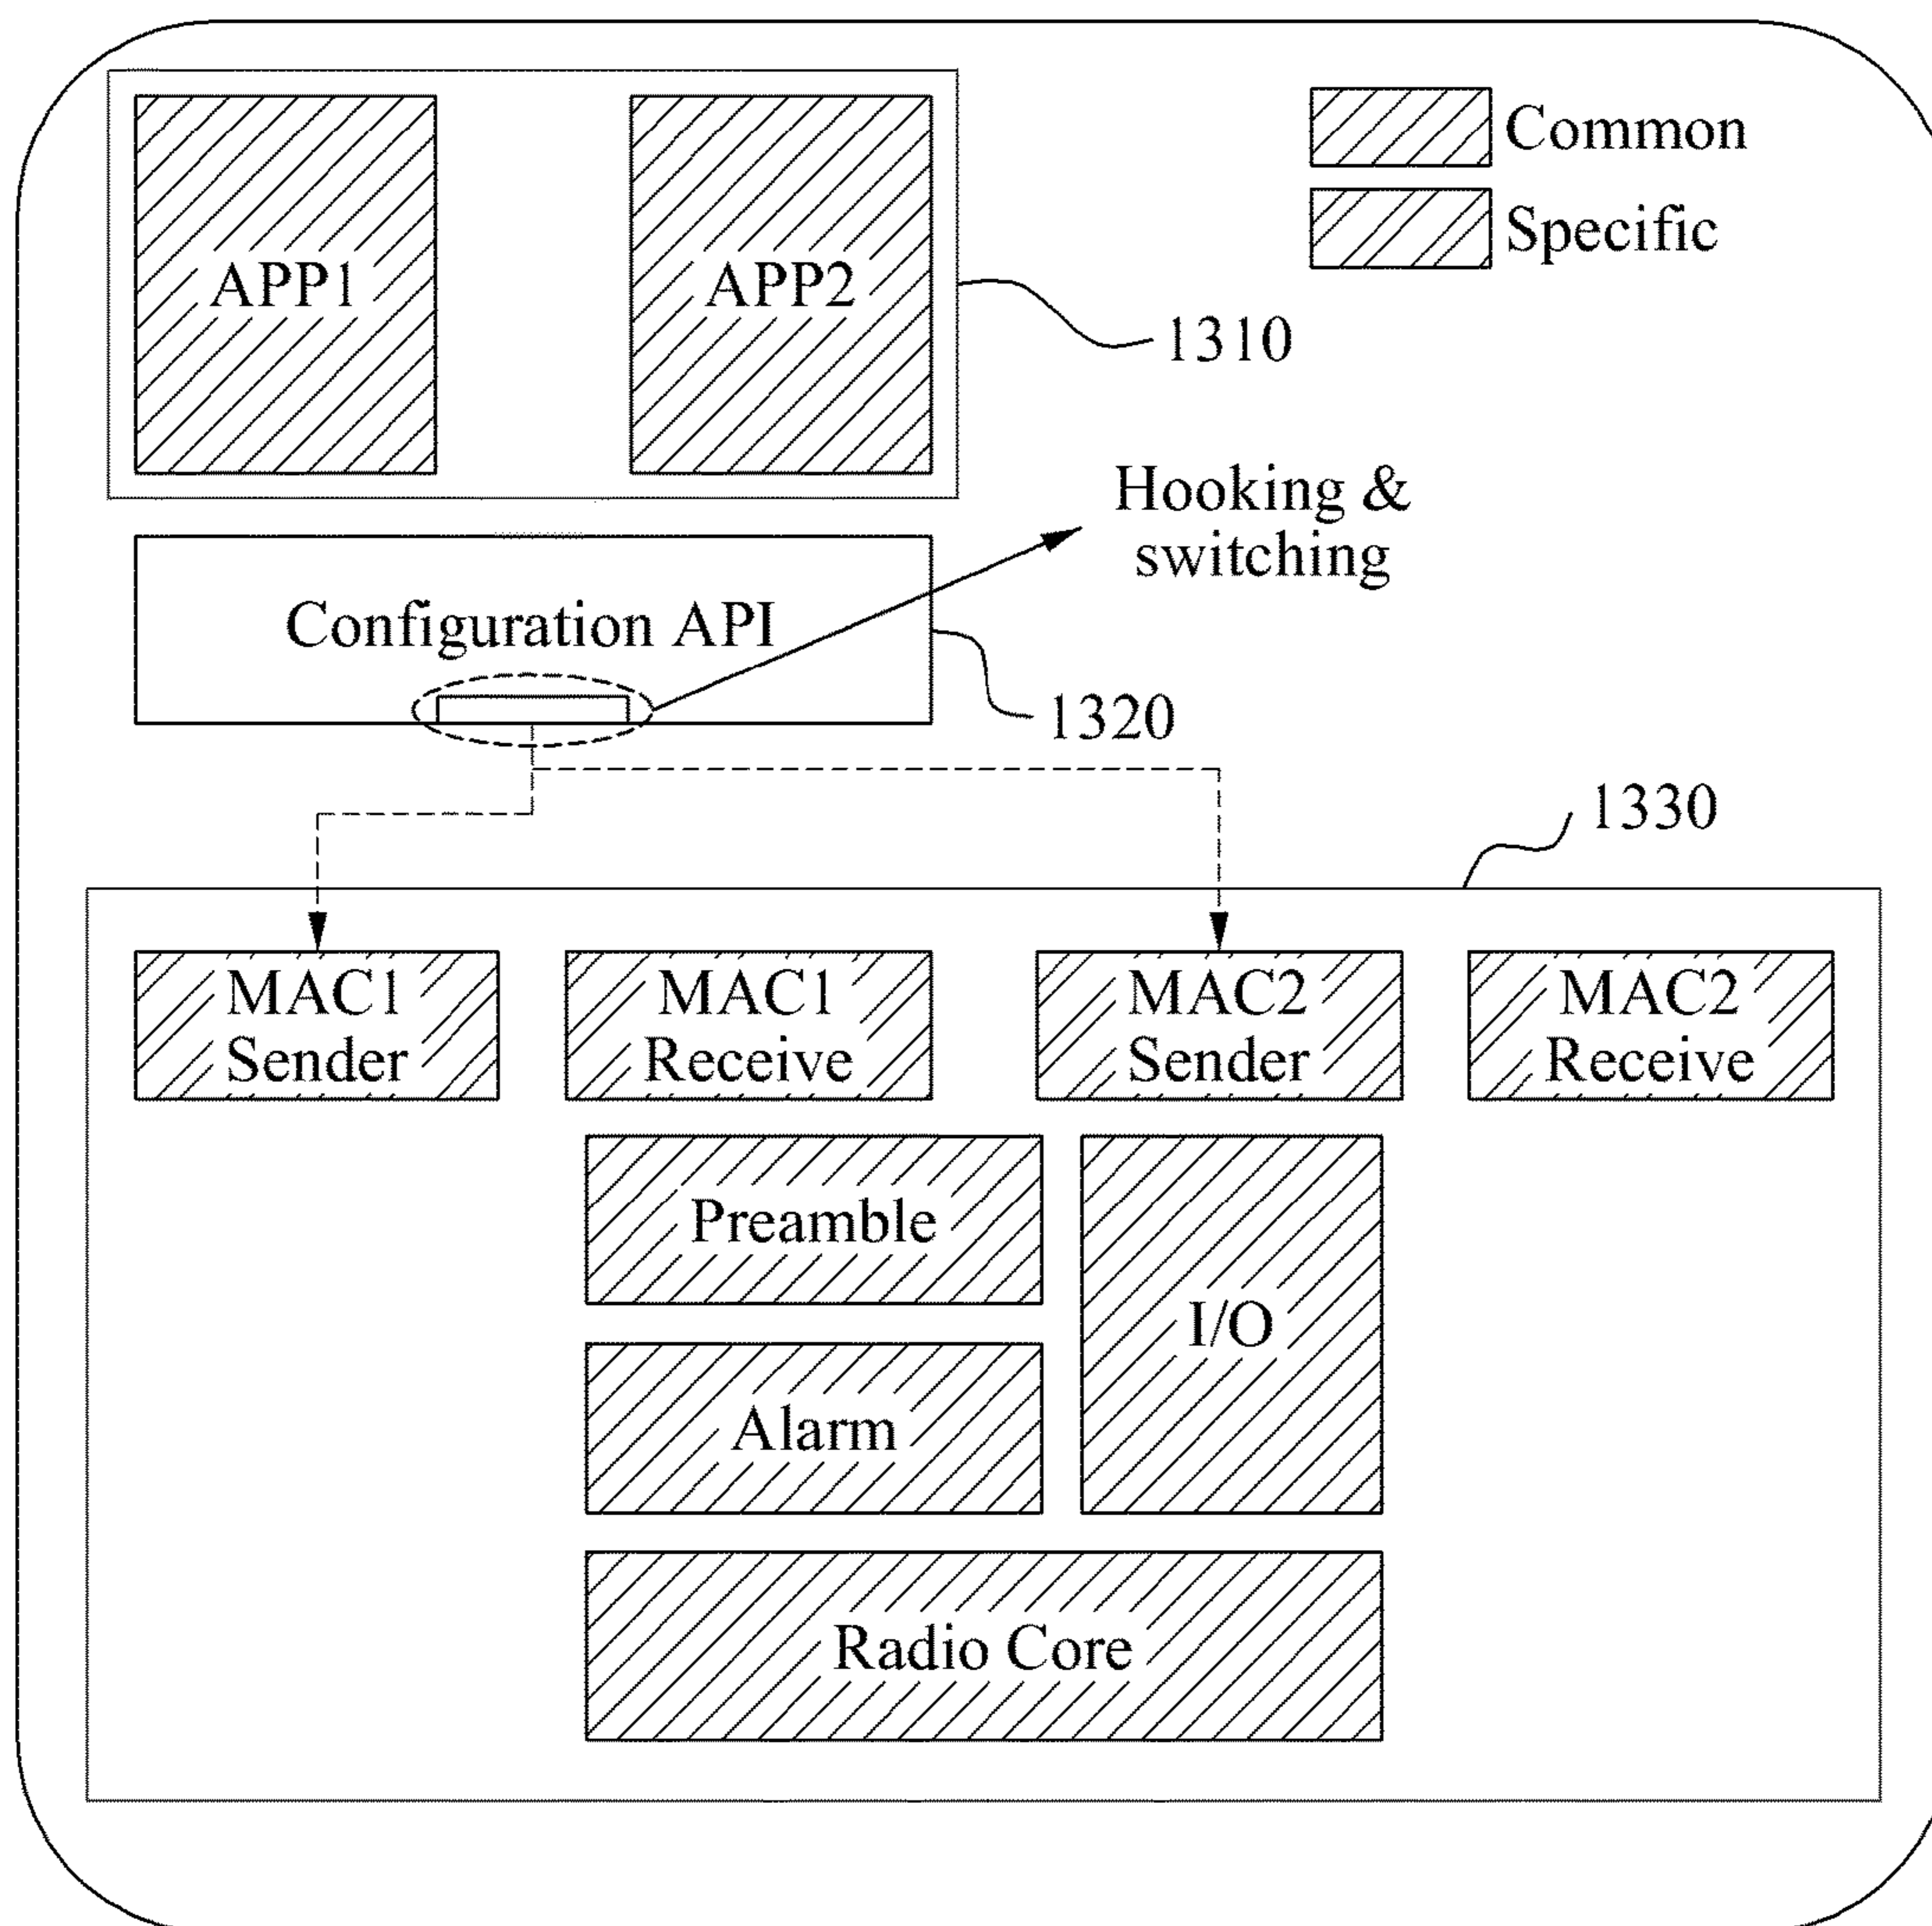 Common
Specific
APP1
APP2
1310
Hooking &
switching
Configuration API
1320
1330
MAC1
Sender
MAC1
Receive
MAC2
Sender
MAC2
Receive
Preamble
I/O
Alarm
Radio Core